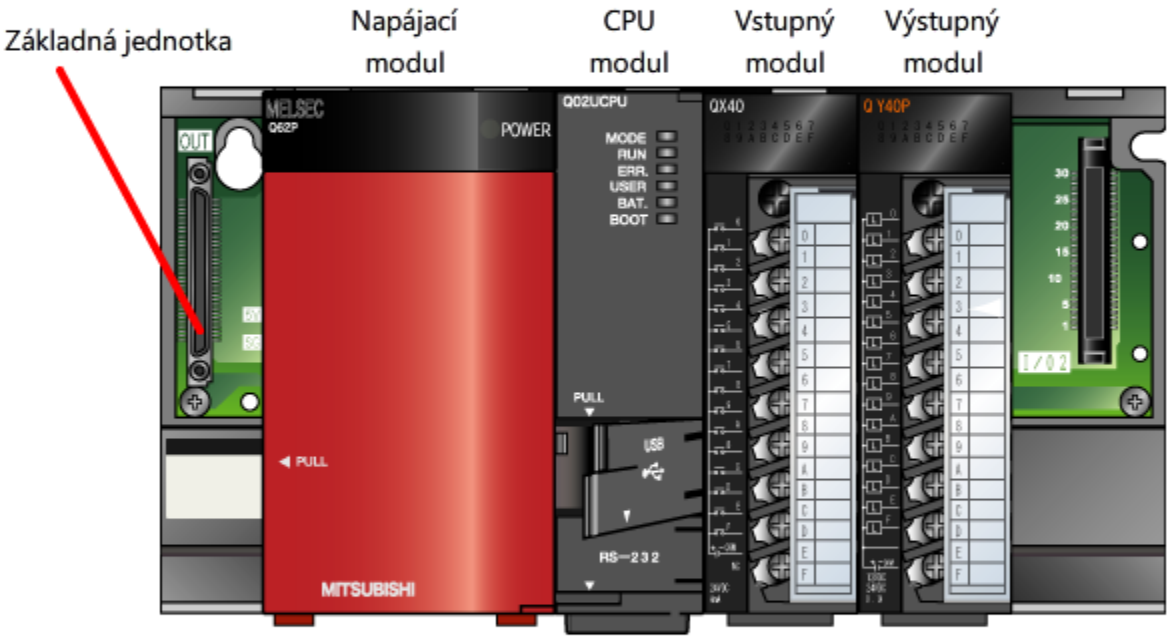 Základná jednotka
Napájací
modul
CPU
modul
Vstupný
modul
Výstupný
modul
OUT
MELSEC
Q62P
POWER
Q02UCPU
MODE
RUN
ERR.
USER
BAT.
BOOT
PULL
USB
RS-232
PULL
MITSUBISHI
QX40
0 1 2 3 4 5 6 7
8 9 A B C D E F
0
1
2
3
4
5
6
7
8
9
A
B
C
D
E
F
Q Y40P
0 1 2 3 4 5 6 7
8 9 A B C D E F
0
1
2
3
4
5
6
7
8
9
A
B
C
D
E
F
30
25
20
15
10
5
1
I/O2